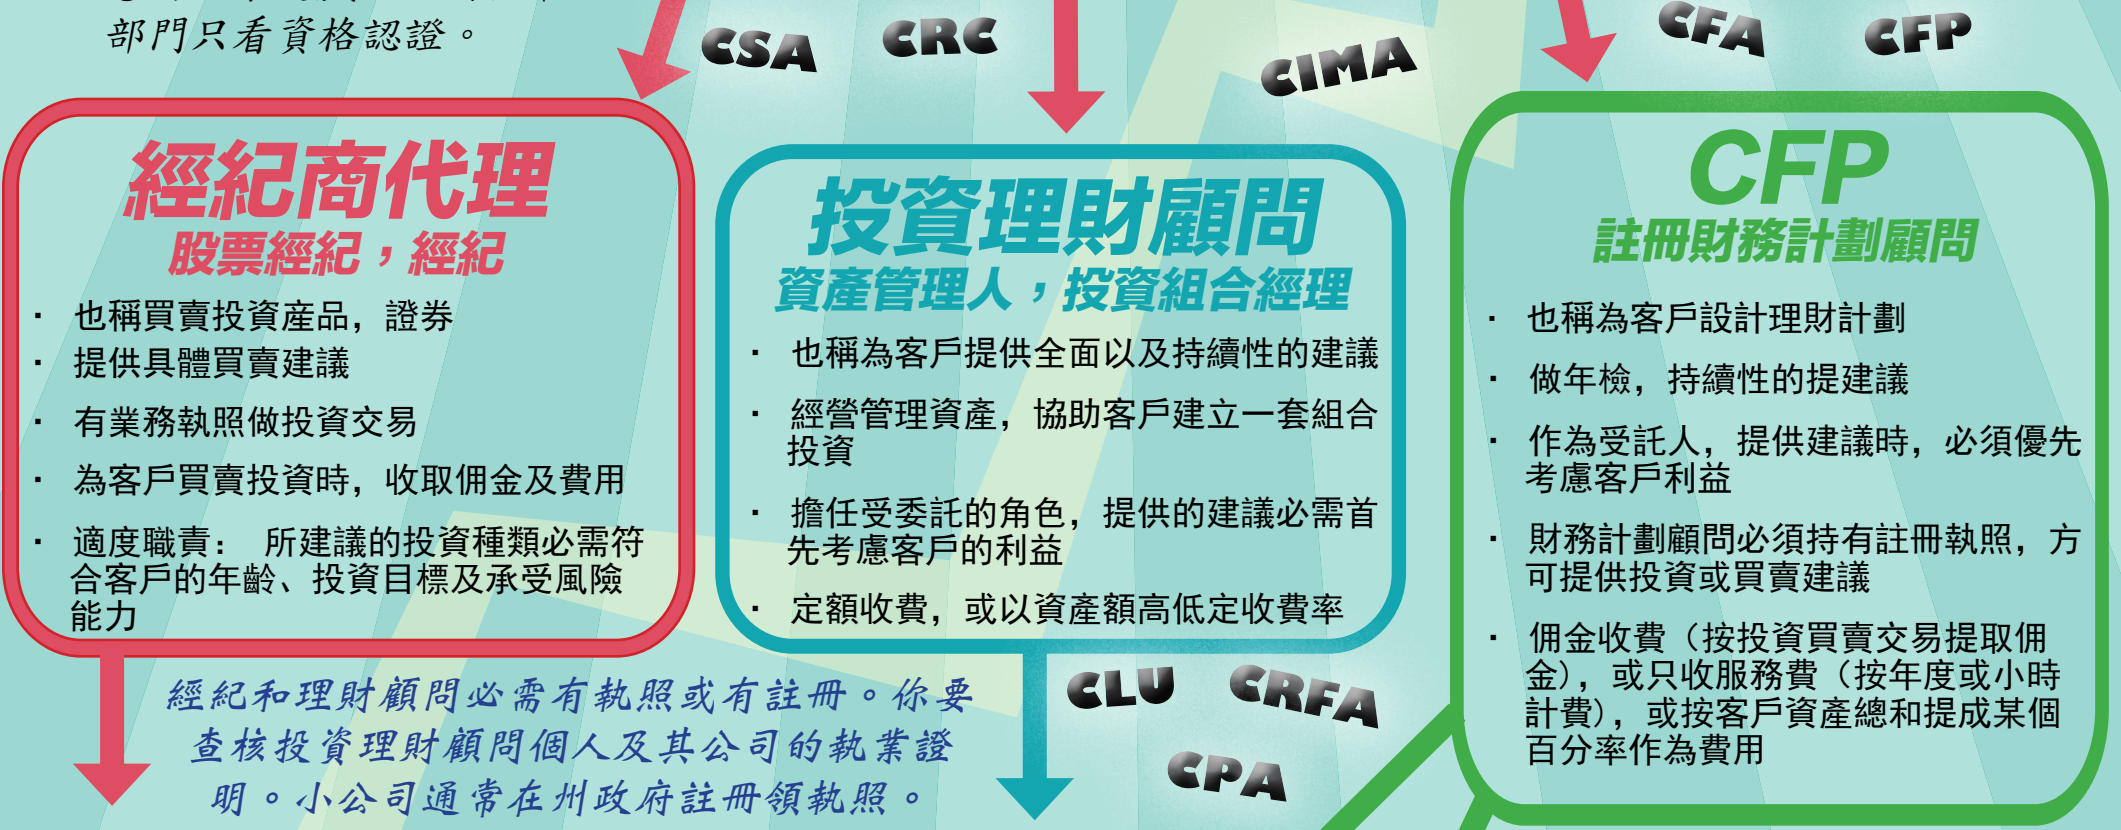 部門只看資格認證。
CSA
CRC
CIMA
CFA
CFP
經紀商代理
股票經紀，經紀
· 也稱買賣投資産品，證券
· 提供具體買賣建議
· 有業務執照做投資交易
· 為客戶買賣投資時，收取佣金及費用
· 適度職責： 所建議的投資種類必需符
合客戶的年齡、投資目標及承受風險
能力
投資理財顧問
資產管理人，投資組合經理
· 也稱為客戶提供全面以及持續性的建議
· 經營管理資產，協助客戶建立一套組合
投資
· 擔任受委託的角色，提供的建議必需首
先考慮客戶的利益
· 定額收費，或以資產額高低定收費率
CFP
註冊財務計劃顧問
· 也稱為客戶設計理財計劃
· 做年檢，持續性的提建議
· 作為受託人，提供建議時，必須優先
考慮客戶利益
· 財務計劃顧問必須持有註冊執照，方
可提供投資或買賣建議
· 佣金收費（按投資買賣交易提取佣
金），或只收服務費（按年度或小時
計費），或按客戶資產總和提成某個
百分率作為費用
經紀和理財顧問必需有執照或有註冊。你要
查核投資理財顧問個人及其公司的執業證
明。小公司通常在州政府註冊領執照。
CLU
CRFA
CPA